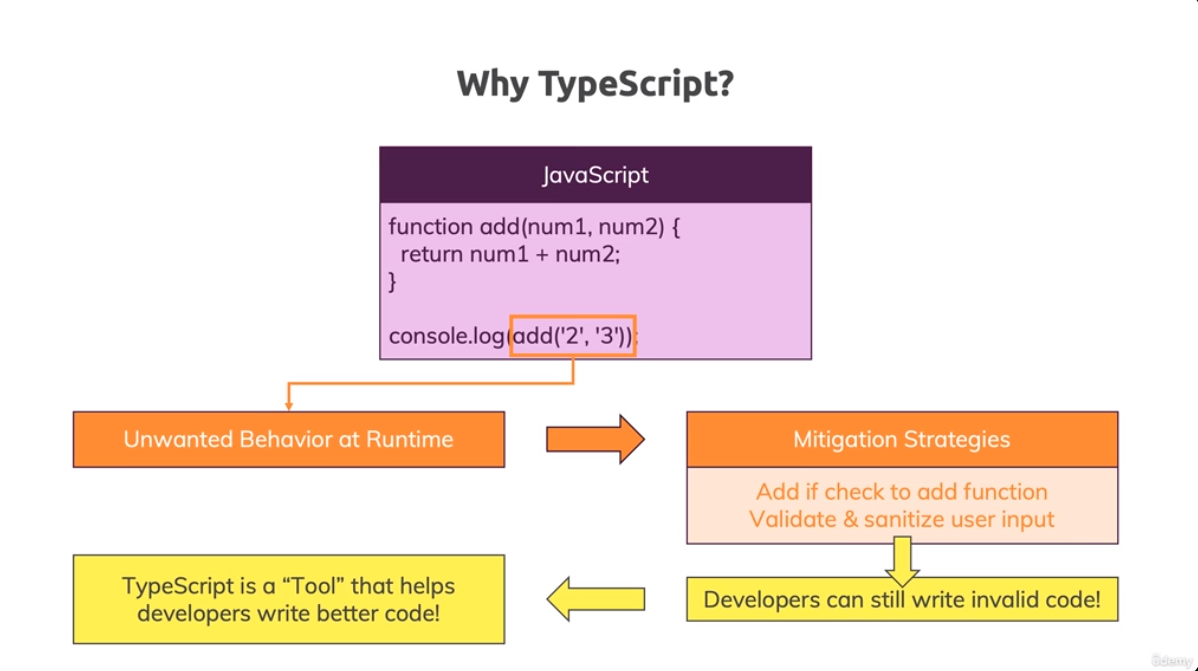 Why TypeScript?
JavaScript
function add(num1, num2) {
return num1 + num2;
}
console.log(add('2', '3'));
Unwanted Behavior at Runtime
Mitigation Strategies
Add if check to add function
Validate & sanitize user input
TypeScript is a “Tool” that helps
developers write better code!
Developers can still write invalid code!
ûdemy